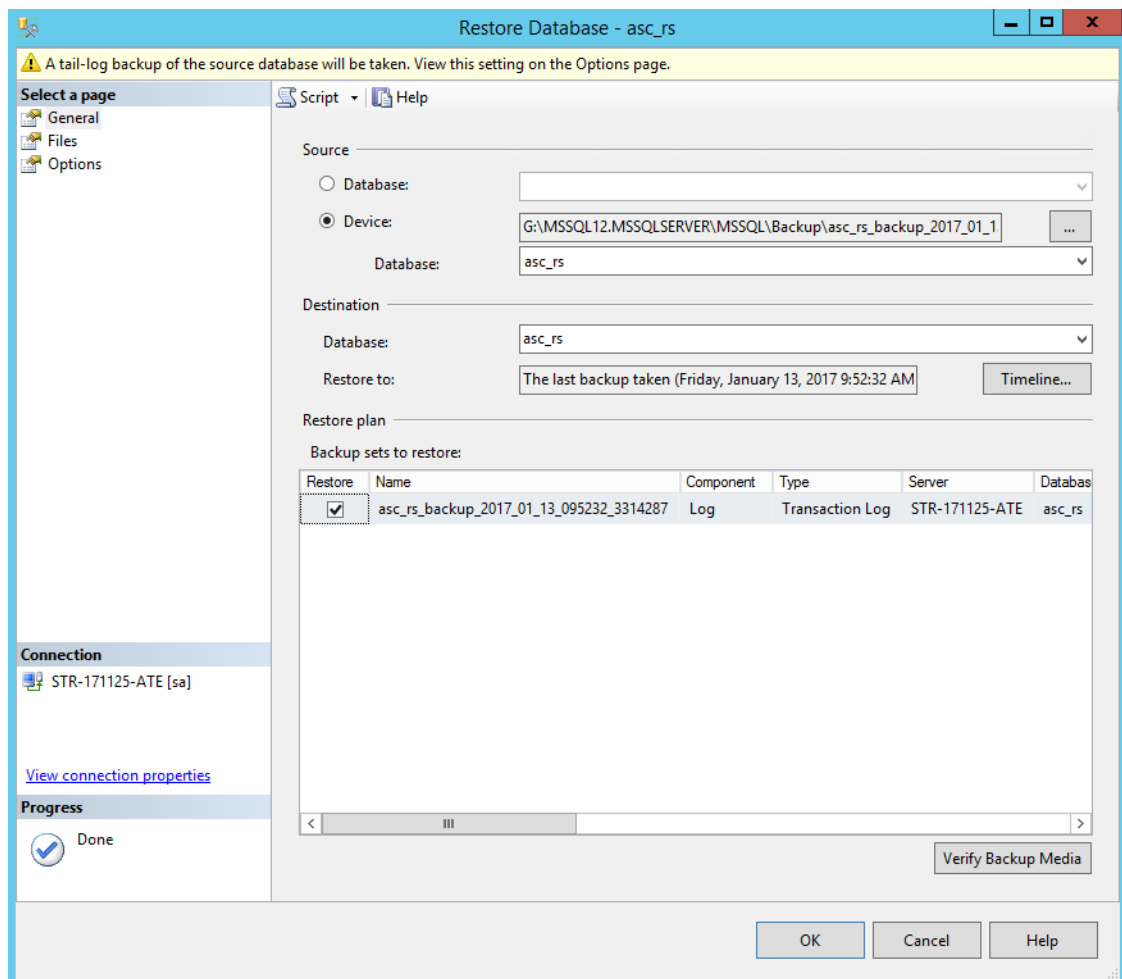 Restore Database - asc_rs
A tail-log backup of the source database will be taken. View this setting on the Options page.
Select a page
General
Files
Options
Script
Help
Source
Database:
Device:
G:\MSSQL12.MSSQLSERVER\MSSQL\Backup\asc_rs_backup_2017_01_1
...
Database:
asc_rs
Destination
Database:
asc_rs
Restore to:
The last backup taken (Friday, January 13, 2017 9:52:32 AM
Timeline...
Restore plan
Backup sets to restore:
Restore Name Component Type Server Databas
asc_rs_backup_2017_01_13_095232_3314287 Log Transaction Log STR-171125-ATE asc_rs
Connection
STR-171125-ATE [sa]
View connection properties
Progress
Done
Verify Backup Media
OK Cancel Help